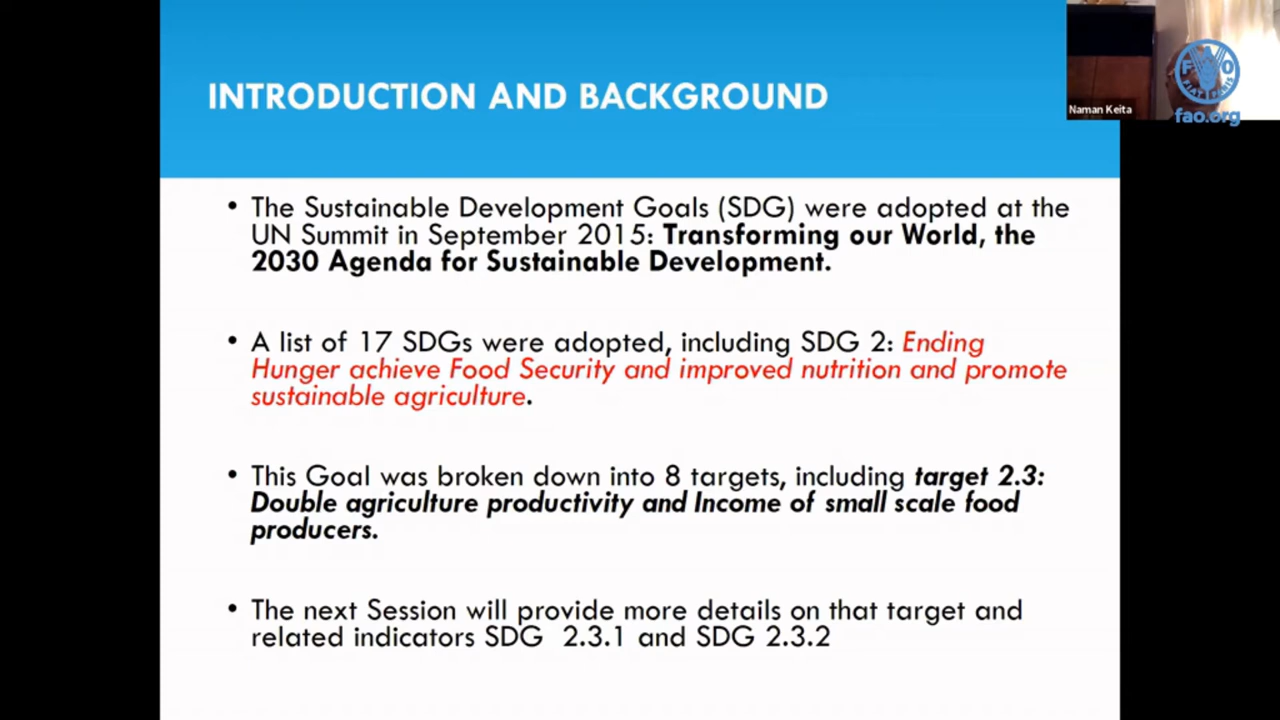 INTRODUCTION AND BACKGROUND
Naman Keita
FAO
FIAT PANIS
fao.org
• The Sustainable Development Goals (SDG) were adopted at the
UN Summit in September 2015: Transforming our World, the
2030 Agenda for Sustainable Development.
• A list of 17 SDGs were adopted, including SDG 2: Ending
Hunger achieve Food Security and improved nutrition and promote
sustainable agriculture.
• This Goal was broken down into 8 targets, including target 2.3:
Double agriculture productivity and Income of small scale food
producers.
• The next Session will provide more details on that target and
related indicators SDG 2.3.1 and SDG 2.3.2